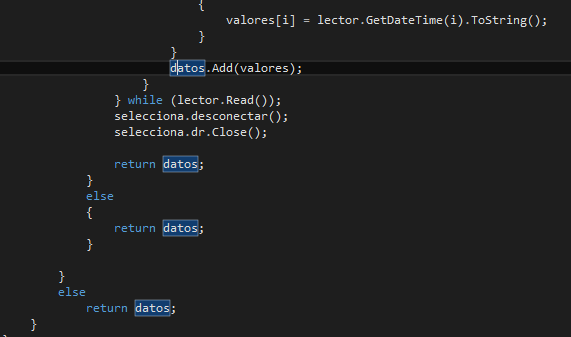 {
valores[i] = lector.GetDateTime(i).ToString();
}
}
datos.Add(valores);
}
} while (lector.Read());
selecciona.desconectar();
selecciona.dr.Close();
return datos;
}
else
{
return datos;
}
}
else
return datos;
}
}